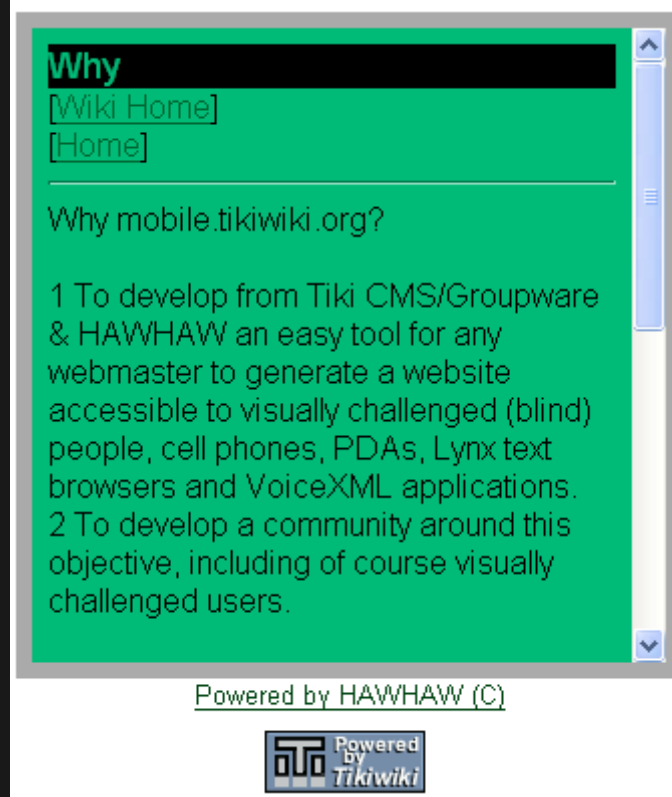 Why
[Wiki Home]
[Home]
Why mobile.tikiwiki.org?
1 To develop from Tiki CMS/Groupware
& HAWHAW an easy tool for any
webmaster to generate a website
accessible to visually challenged (blind)
people, cell phones, PDAs, Lynx text
browsers and VoiceXML applications.
2 To develop a community around this
objective, including of course visually
challenged users.
Powered by HAWHAW (C)
Powered
by
Tikiwiki